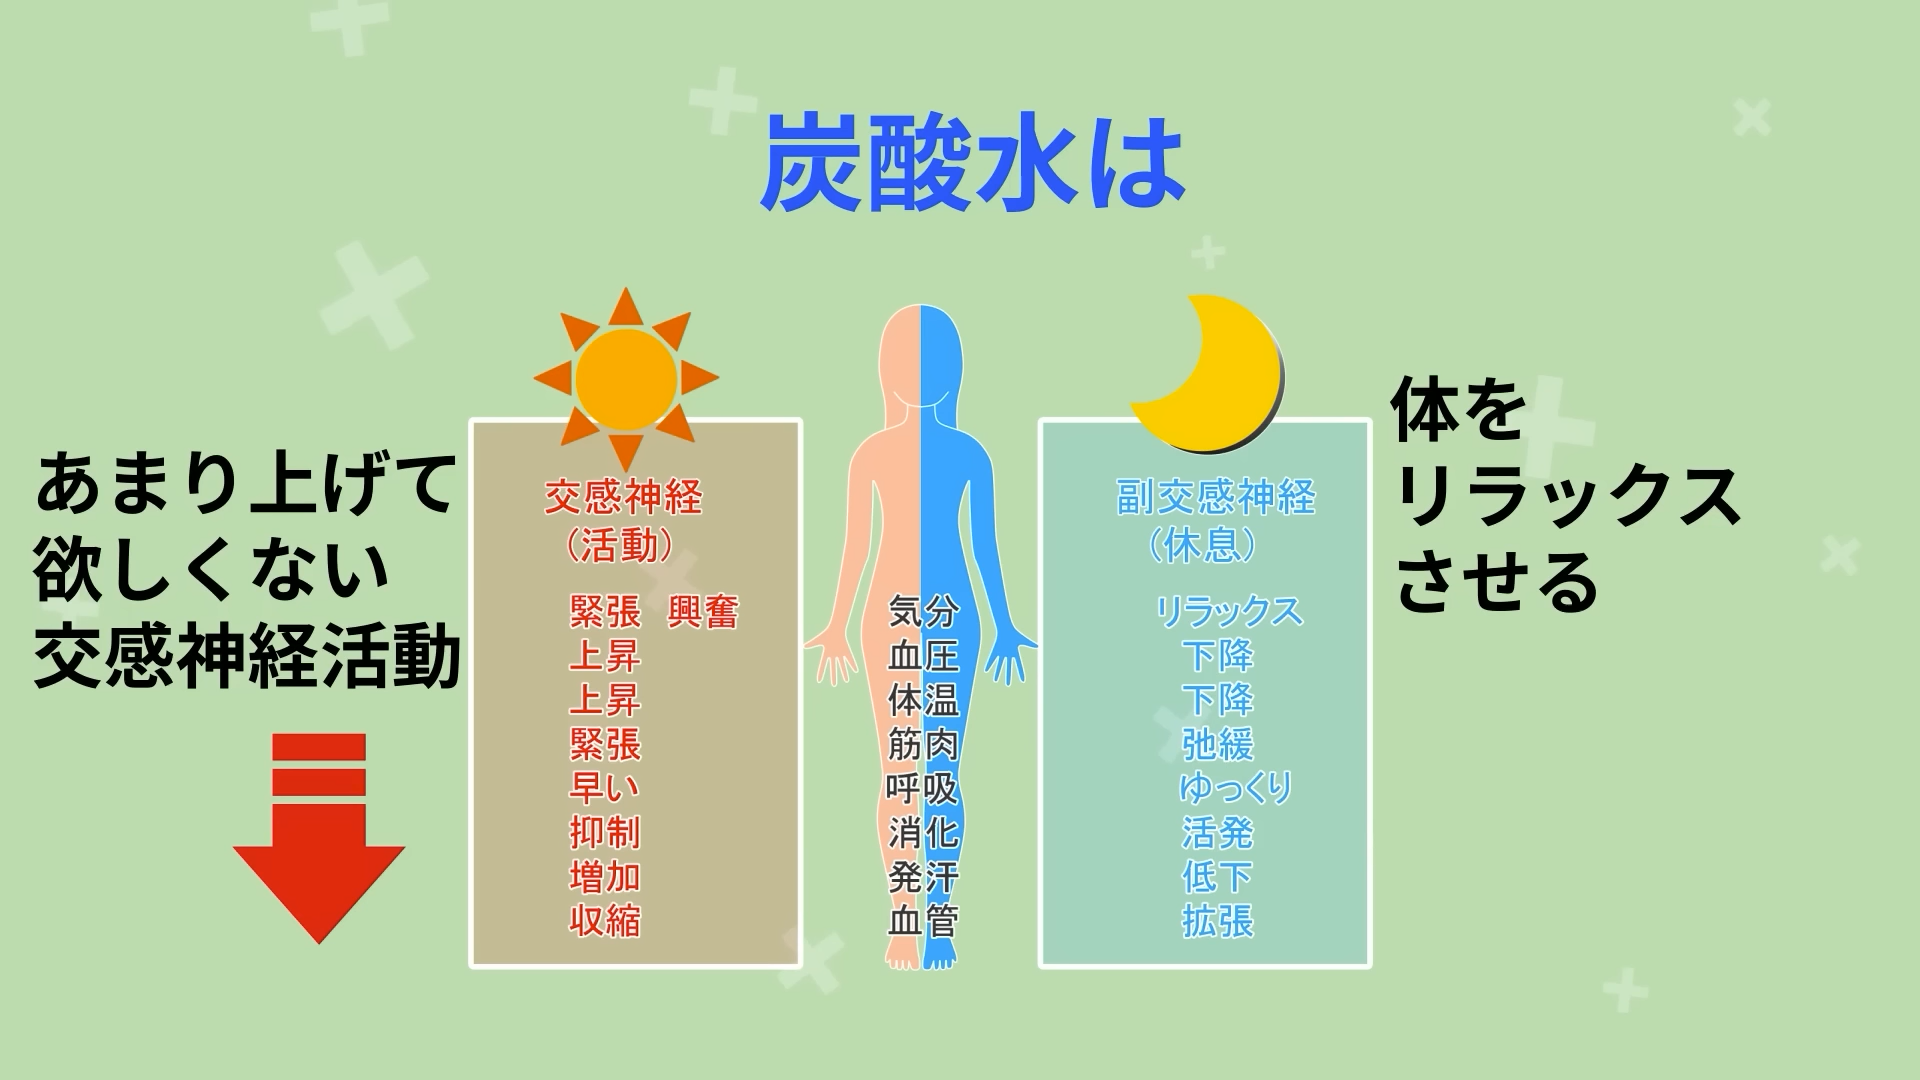 炭酸水は
あまり上げて
欲しくない
交感神経活動
交感神経
（活動）
緊張 興奮
上昇
上昇
緊張
早い
抑制
増加
収縮
気分
血圧
体温
筋肉
呼吸
消化
発汗
血管
副交感神経
（休息）
リラックス
下降
下降
弛緩
ゆっくり
活発
低下
拡張
体を
リラックス
させる